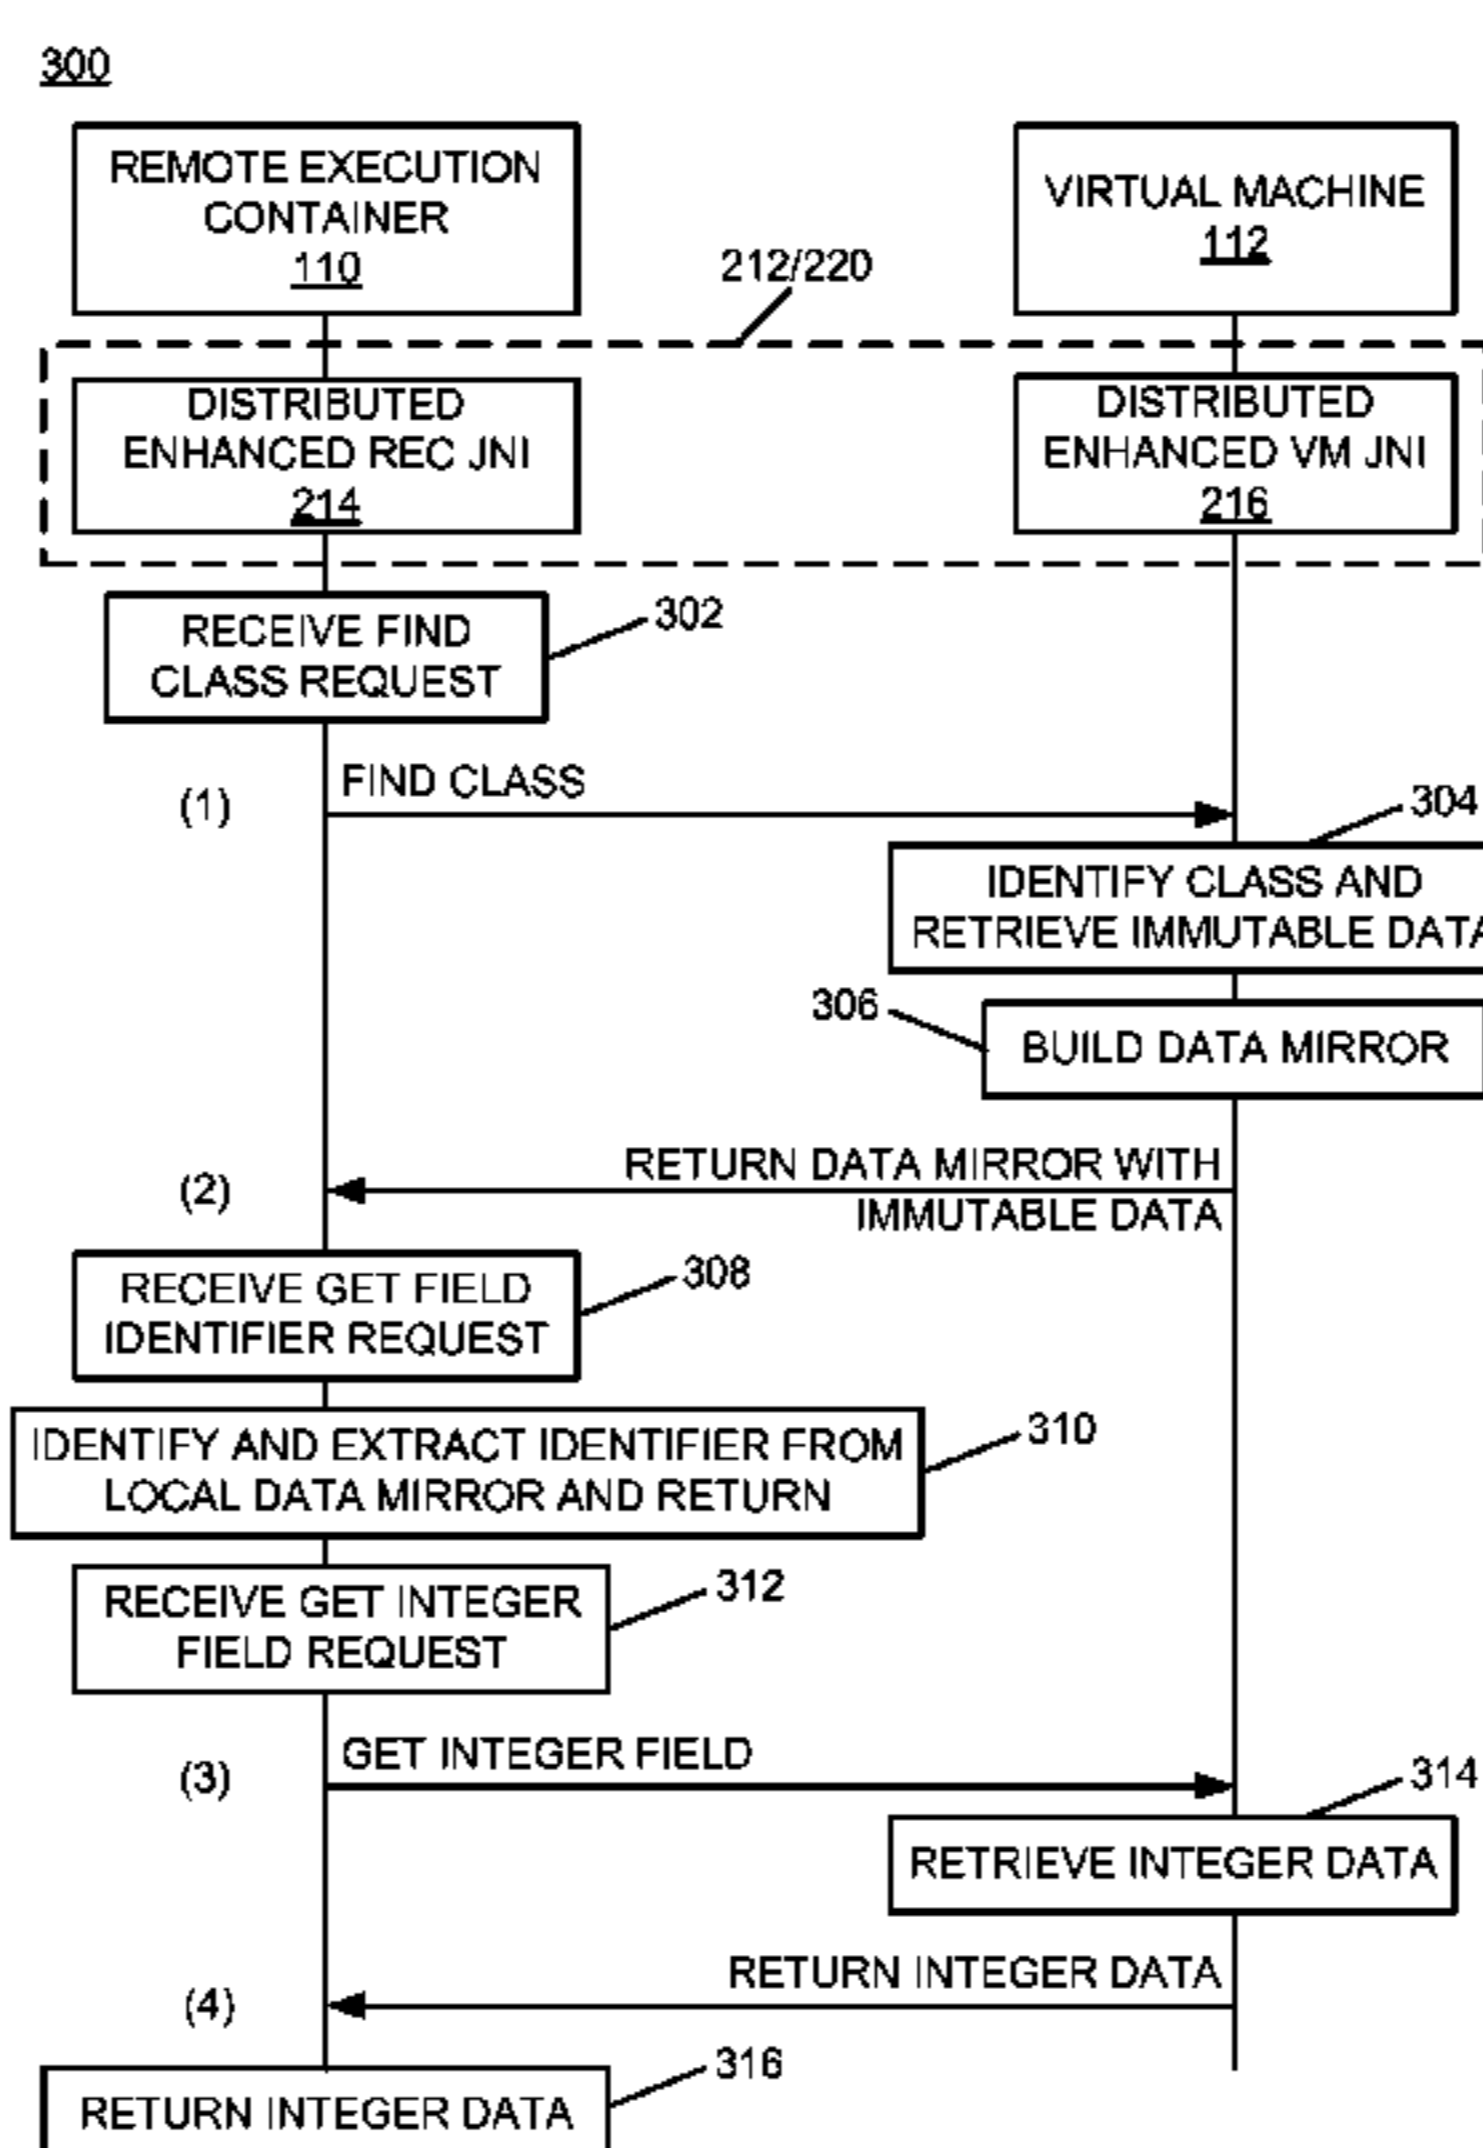 300
REMOTE EXECUTION
CONTAINER
110
VIRTUAL MACHINE
112
212/220
DISTRIBUTED
ENHANCED REC JNI
214
DISTRIBUTED
ENHANCED VM JNI
216
RECEIVE FIND
CLASS REQUEST
302
(1)
FIND CLASS
304
IDENTIFY CLASS AND
RETRIEVE IMMUTABLE DATA
306
BUILD DATA MIRROR
(2)
RETURN DATA MIRROR WITH
IMMUTABLE DATA
RECEIVE GET FIELD
IDENTIFIER REQUEST
308
IDENTIFY AND EXTRACT IDENTIFIER FROM
LOCAL DATA MIRROR AND RETURN
310
RECEIVE GET INTEGER
FIELD REQUEST
312
(3)
GET INTEGER FIELD
314
RETRIEVE INTEGER DATA
RETURN INTEGER DATA
(4)
316
RETURN INTEGER DATA